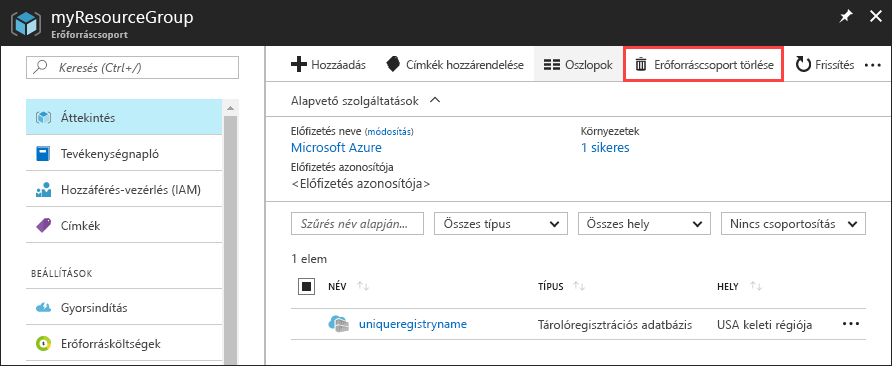 myResourceGroup
Erőforráscsoport
Keresés (Ctrl+/)
Áttekintés
Tevékenységnapló
Hozzáférés-vezérlés (IAM)
Címkék
BEÁLLÍTÁSOK
Gyorsindítás
Erőforrásköltségek
Hozzáadás
Címkék hozzárendelése
Oszlopok
Erőforráscsoport törlése
Frissítés
Alapvető szolgáltatások
Előfizetés neve (módosítás)
Microsoft Azure
Előfizetés azonosítója
<Előfizetés azonosítója>
Környezetek
1 sikeres
Szűrés név alapján...
Összes típus
Összes hely
Nincs csoportosítás
1 elem
NÉV
TÍPUS
HELY
uniqueregistryname
Tárolóregisztrációs adatbázis
USA keleti régiója